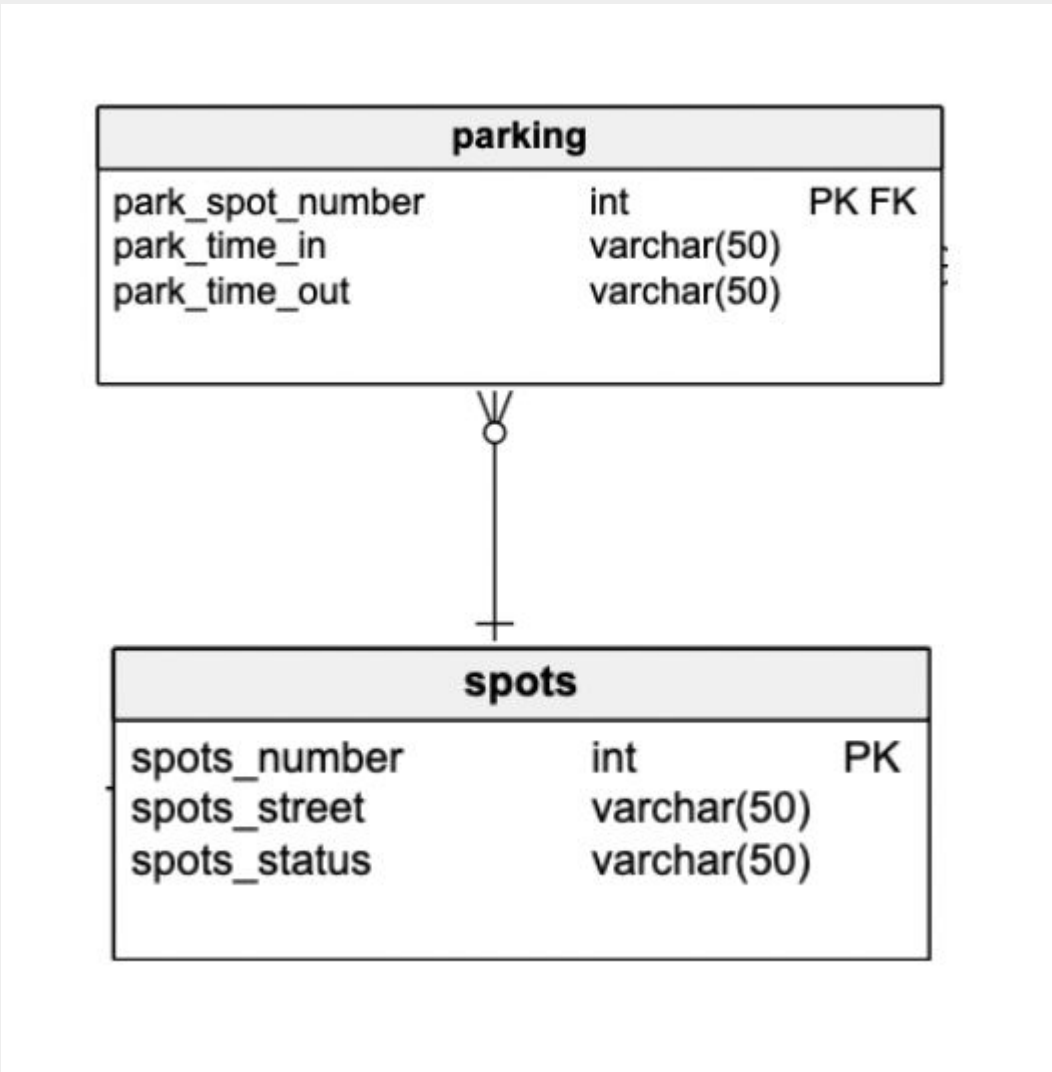 parking
park_spot_number int PK FK
park_time_in varchar(50)
park_time_out varchar(50)
spots
spots_number int PK
spots_street varchar(50)
spots_status varchar(50)